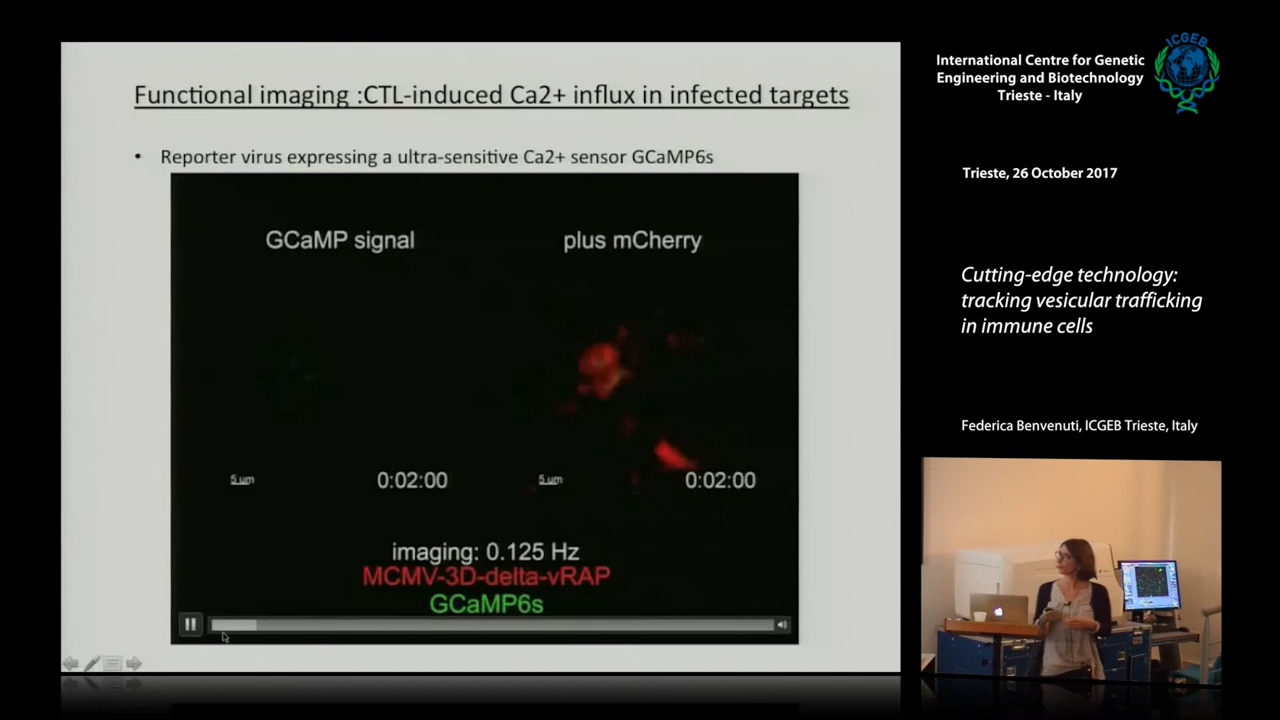 Functional imaging :CTL-induced Ca2+ influx in infected targets
• Reporter virus expressing a ultra-sensitive Ca2+ sensor GCaMP6s
GCaMP signal
plus mCherry
5 um
0:02:00
5 um
0:02:00
imaging: 0.125 Hz
MCMV-3D-delta-vRAP
GCaMP6s
International Centre for Genetic
Engineering and Biotechnology
Trieste - Italy
ICGEB
Trieste, 26 October 2017
Cutting-edge technology:
tracking vesicular trafficking
in immune cells
Federica Benvenuti, ICGEB Trieste, Italy